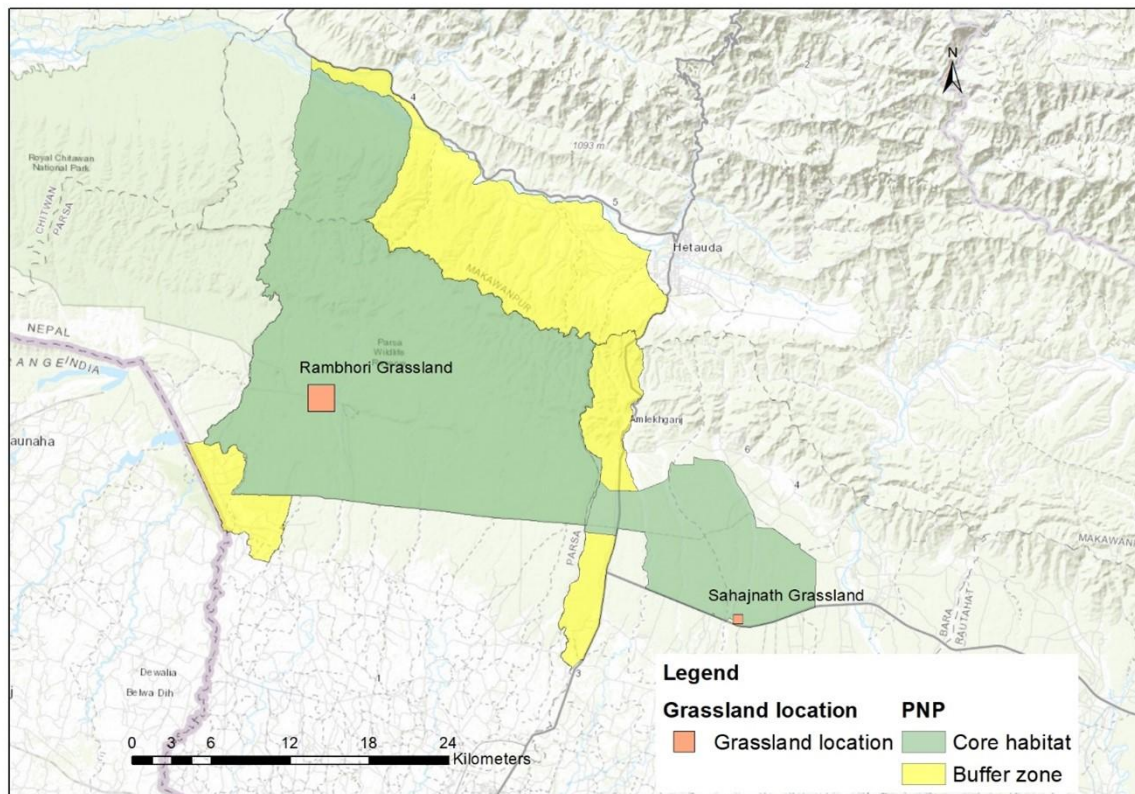 N
2
4
1093 m.
Royal Chitawan
National Park
CHITWAN
PARSA
5
Hetauda
MAKAWANPUR
NEPAL
INDIA
Parsa
Wildlife
Rambhori Grassland
Amlekhganj
aunaha
6
4
MAKAWAN
PARSA
Sahajnath Grassland
BARA
RAUTAHAT
Dewalia
Belwa Dih
1
3
Legend
Grassland location
PNP
Grassland location
Core habitat
Buffer zone
0 3 6 12 18 24
Kilometers